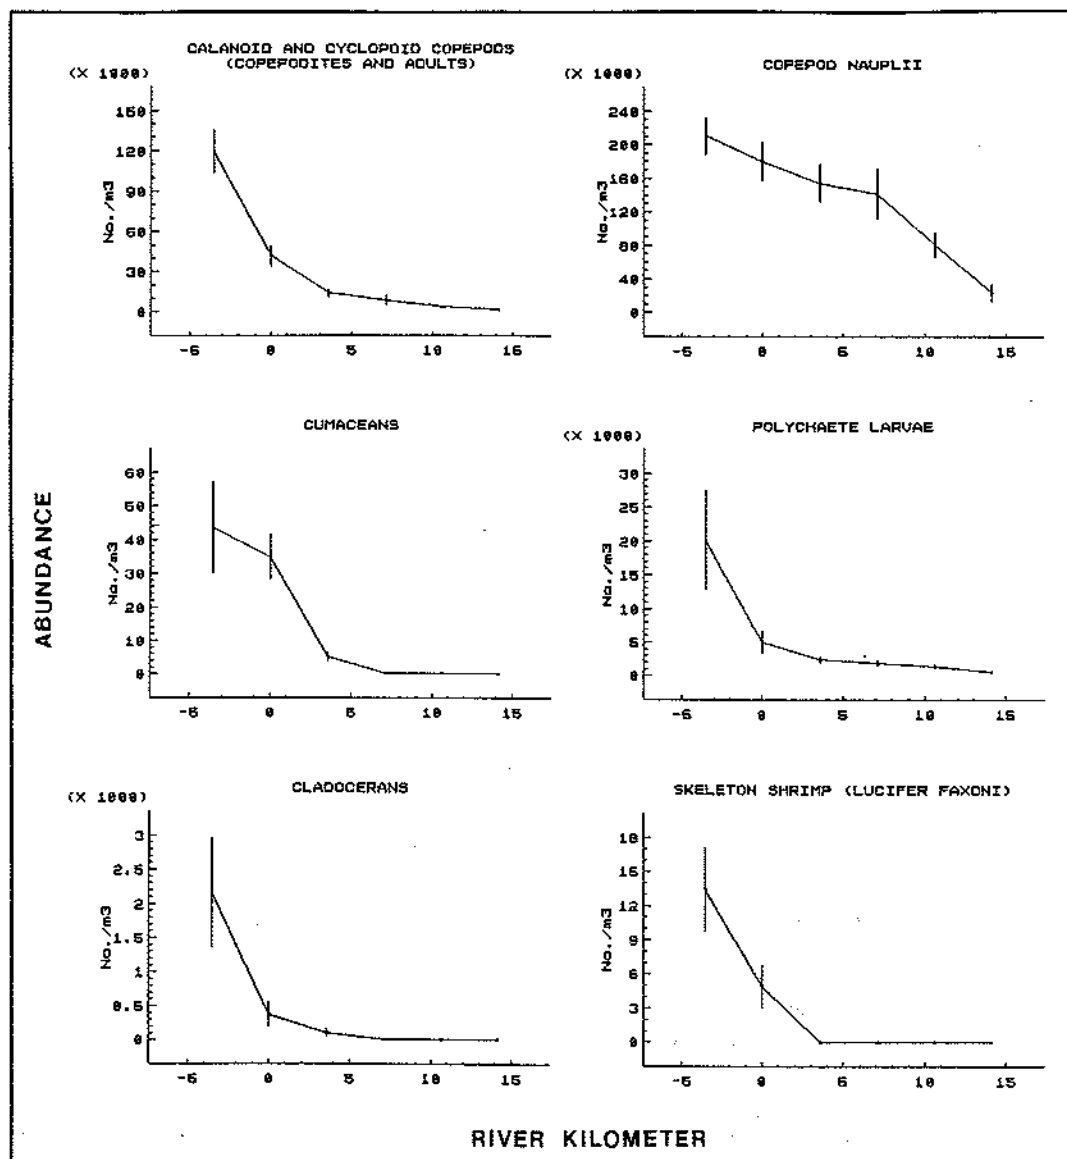 CALANOID AND CYCLOPOID COPEPODS
(COPEPODITES AND ADULTS)
(X 1000)
150
120
90
60
30
0
No./m3
-5 0 5 10 15
COPEPOD NAUPLII
(X 1000)
240
200
160
120
80
40
0
No./m3
-5 0 5 10 15
CUMACEANS
60
50
40
30
20
10
0
No./m3
-5 0 5 10 15
POLYCHAETE LARVAE
(X 1000)
30
25
20
15
10
5
0
No./m3
-5 0 5 10 15
CLADOCERANS
(X 1000)
3
2.5
2
1.5
1
0.5
0
No./m3
-5 0 5 10 15
SKELETON SHRIMP (LUCIFER FAXONI)
18
15
12
9
6
3
0
No./m3
-5 0 5 10 15
ABUNDANCE
RIVER KILOMETER